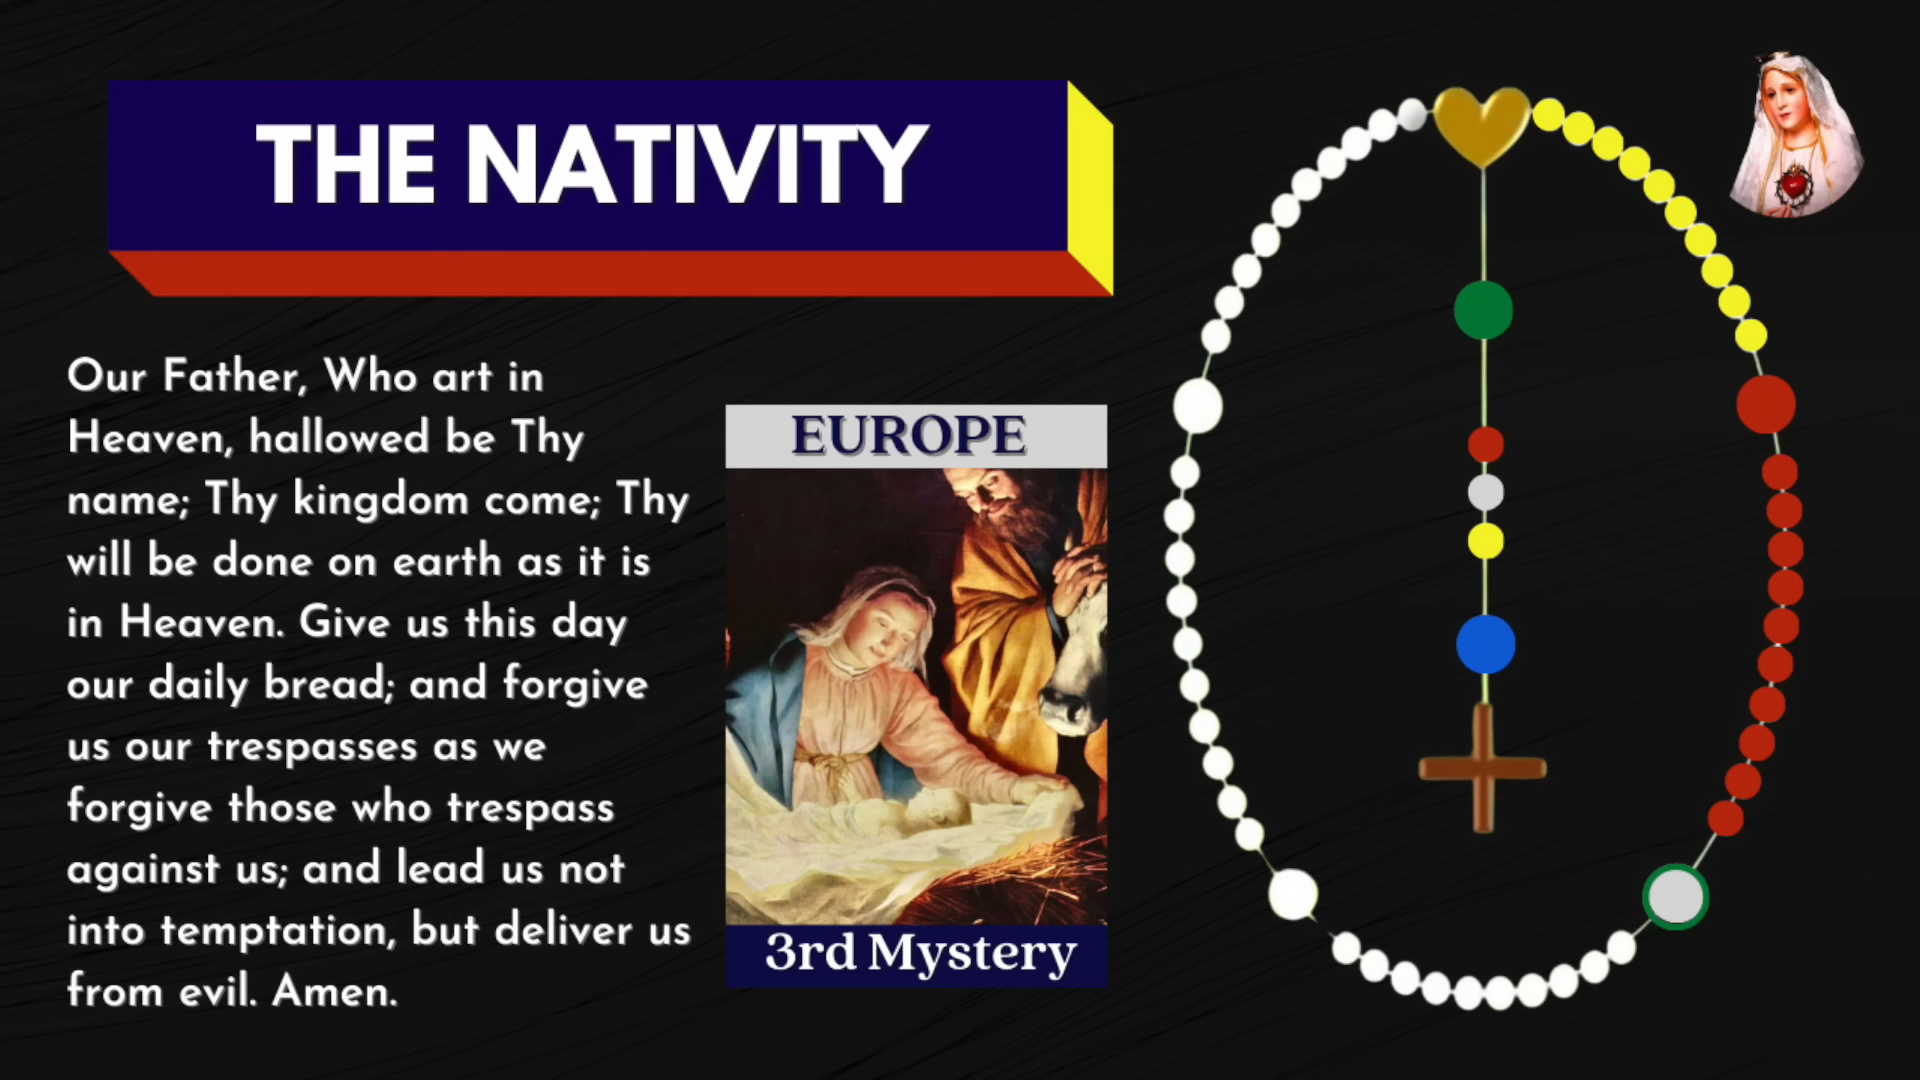 THE NATIVITY
Our Father, Who art in
Heaven, hallowed be Thy
name; Thy kingdom come; Thy
will be done on earth as it is
in Heaven. Give us this day
our daily bread; and forgive
us our trespasses as we
forgive those who trespass
against us; and lead us not
into temptation, but deliver us
from evil. Amen.
EUROPE
3rd Mystery